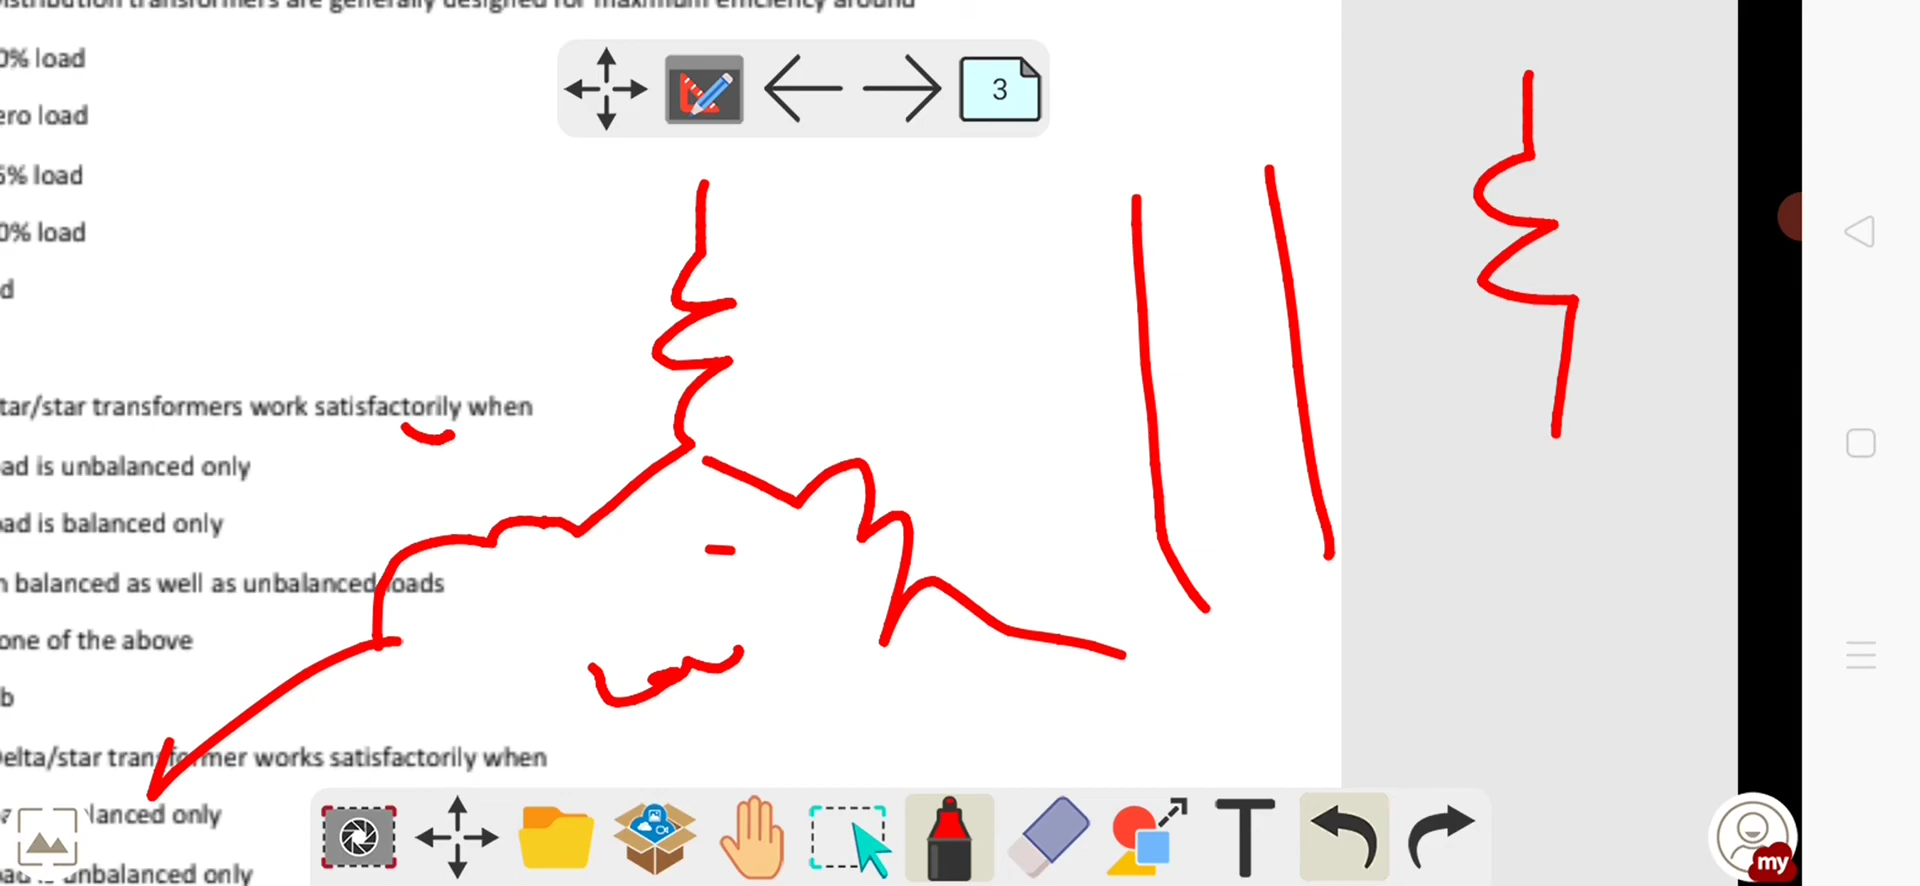 istribution transformers are generally designed for maximum efficiency around
0% load
ero load
5% load
0% load
d
3
tar/star transformers work satisfactorily when
ad is unbalanced only
ad is balanced only
n balanced as well as unbalanced loads
one of the above
b
elta/star transformer works satisfactorily when
lanced only
unbalanced only
T
my